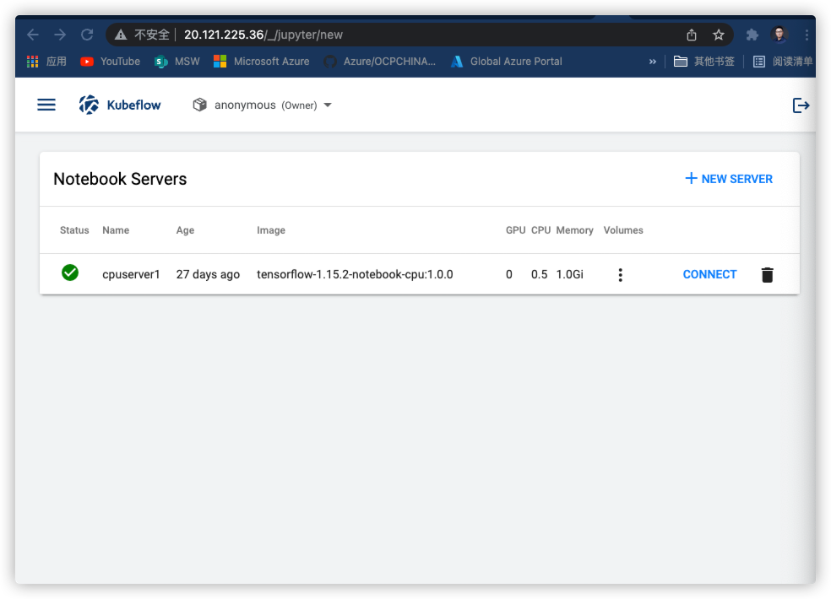 不安全 | 20.121.225.36/_/jupyter/new
应用 YouTube MSW Microsoft Azure Azure/OCPCHINA... Global Azure Portal » 其他书签 阅读清单
Kubeflow anonymous (Owner)
Notebook Servers + NEW SERVER
Status Name Age Image GPU CPU Memory Volumes
cpuserver1 27 days ago tensorflow-1.15.2-notebook-cpu:1.0.0 0 0.5 1.0Gi CONNECT